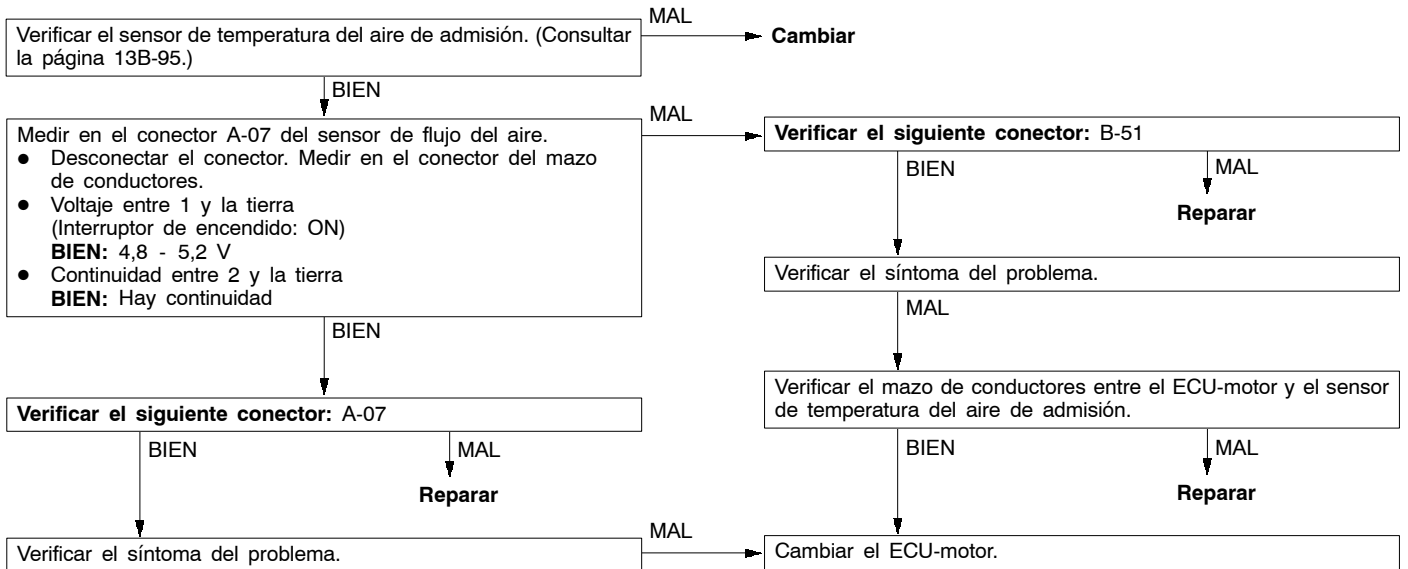 Verificar el sensor de temperatura del aire de admisión. (Consultar
la página 13B-95.)
MAL
Cambiar
BIEN
Medir en el conector A-07 del sensor de flujo del aire.
● Desconectar el conector. Medir en el conector del mazo
de conductores.
● Voltaje entre 1 y la tierra
(Interruptor de encendido: ON)
BIEN: 4,8 - 5,2 V
● Continuidad entre 2 y la tierra
BIEN: Hay continuidad
MAL
BIEN
Verificar el siguiente conector: A-07
BIEN
MAL
Reparar
Verificar el síntoma del problema.
MAL
Verificar el siguiente conector: B-51
BIEN
MAL
Reparar
Verificar el síntoma del problema.
MAL
Verificar el mazo de conductores entre el ECU-motor y el sensor
de temperatura del aire de admisión.
BIEN
MAL
Reparar
Cambiar el ECU-motor.